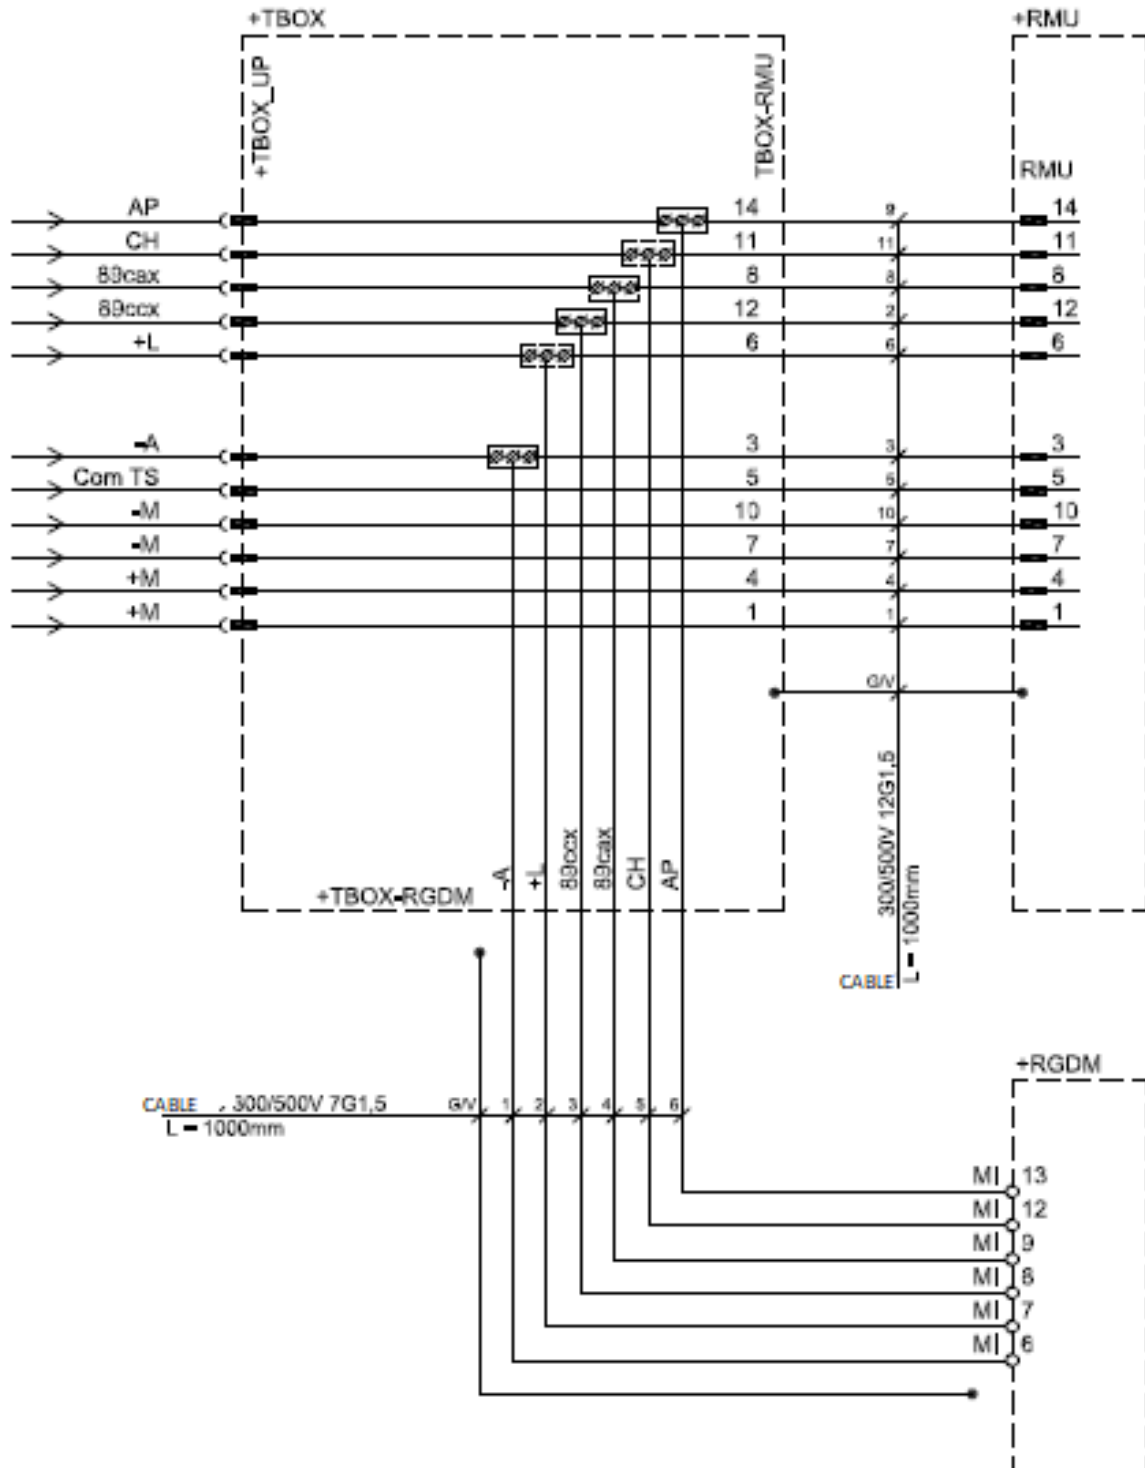 +TBOX
+RMU
+TBOX_UP
TBOX-RMU
RMU
AP 14 9 14
CH 11 11 11
89cax 8 8 8
89ccx 12 2 12
+L 6 6 6
-A 3 3 3
Com TS 5 5 5
-M 10 10 10
-M 7 7 7
+M 4 4 4
+M 1 1 1
G/V
300/500V 12G1,5
L = 1000mm
CABLE
-A +L 89ccx 89cax CH AP
+TBOX-RGDM
+RGDM
CABLE 300/500V 7G1,5 G/V 1 2 3 4 5 6
L = 1000mm
MI 13
MI 12
MI 9
MI 8
MI 7
MI 6